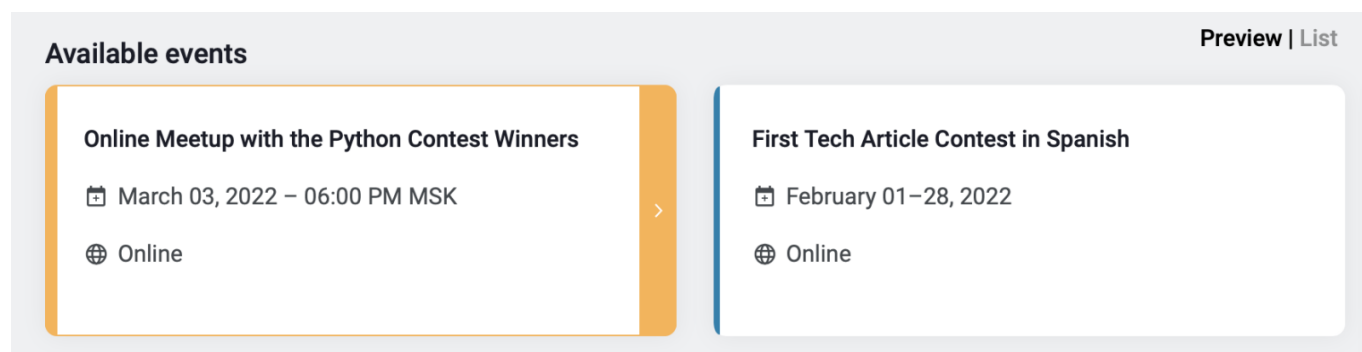 Available events
Preview | List
Online Meetup with the Python Contest Winners
March 03, 2022 – 06:00 PM MSK
Online
First Tech Article Contest in Spanish
February 01–28, 2022
Online